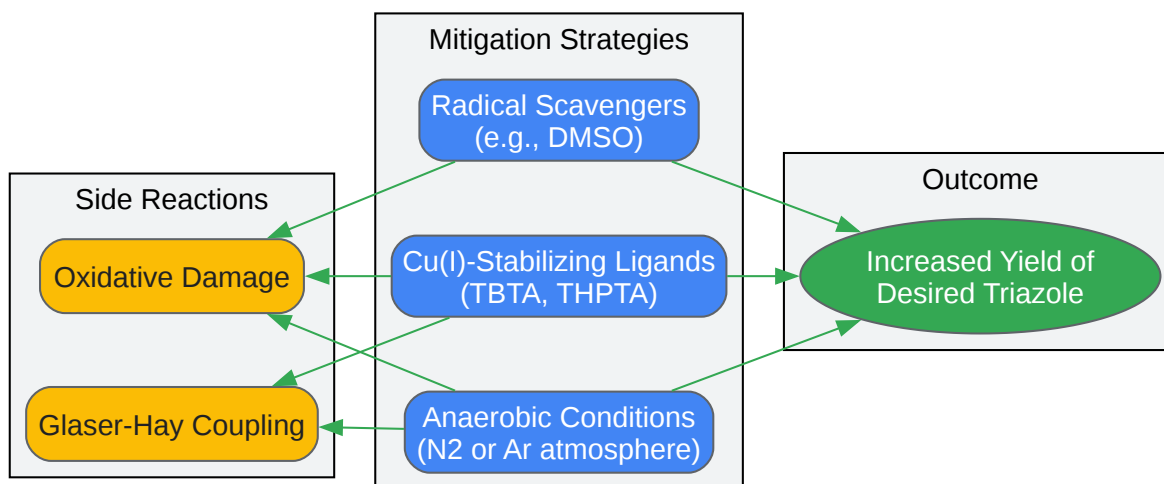 Mitigation Strategies
Radical Scavengers
(e.g., DMSO)
Cu(I)-Stabilizing Ligands
(TBTA, THPTA)
Anaerobic Conditions
(N2 or Ar atmosphere)
Side Reactions
Oxidative Damage
Glaser-Hay Coupling
Outcome
Increased Yield of
Desired Triazole